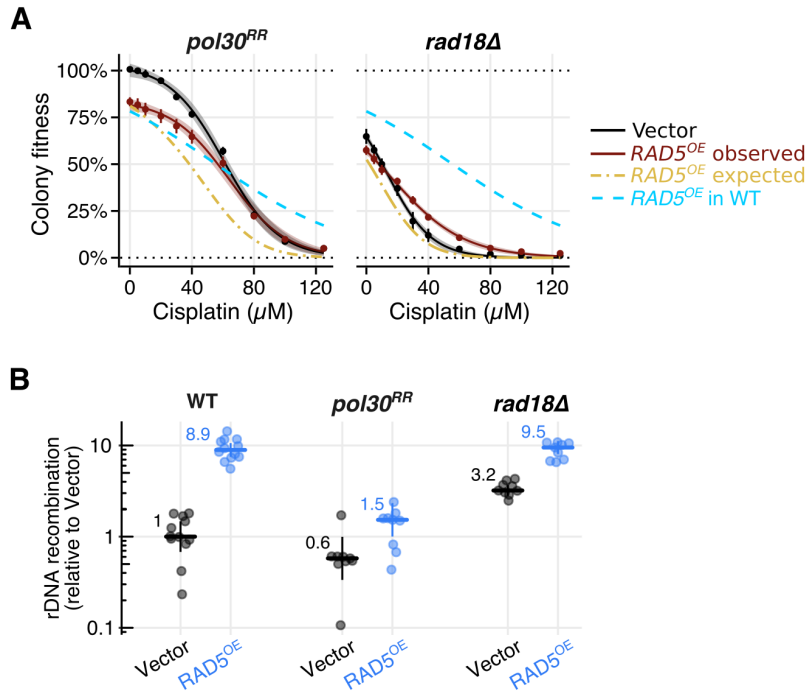 A
pol30ᴿᴿ
rad18Δ
Colony fitness
100%
75%
50%
25%
0%
0 40 80 120
0 40 80 120
Cisplatin (µM)
Cisplatin (µM)
Vector
RAD5ᴼᴱ observed
RAD5ᴼᴱ expected
RAD5ᴼᴱ in WT
B
WT
pol30ᴿᴿ
rad18Δ
rDNA recombination
(relative to Vector)
10
1
0.1
1
8.9
0.6
1.5
3.2
9.5
Vector
RAD5ᴼᴱ
Vector
RAD5ᴼᴱ
Vector
RAD5ᴼᴱ